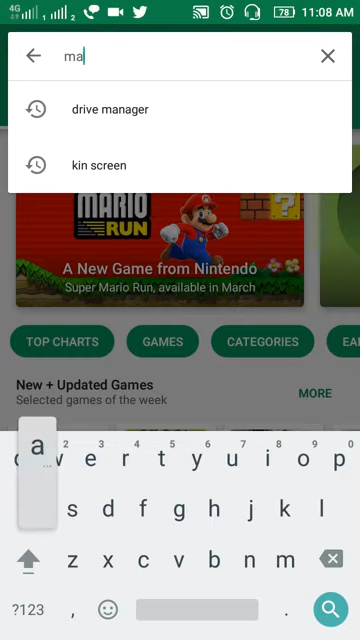 4G 1 2 78 11:08 AM
ma
drive manager
kin screen
MARIO
RUN
?
A New Game from Nintendo
Super Mario Run, available in March
TOP CHARTS GAMES CATEGORIES EA
New + Updated Games
Selected games of the week
MORE
a
...
2 3 4 5 6 7 8 9 0
w e r t y u i o p
s d f g h j k l
z x c v b n m
?123 , .